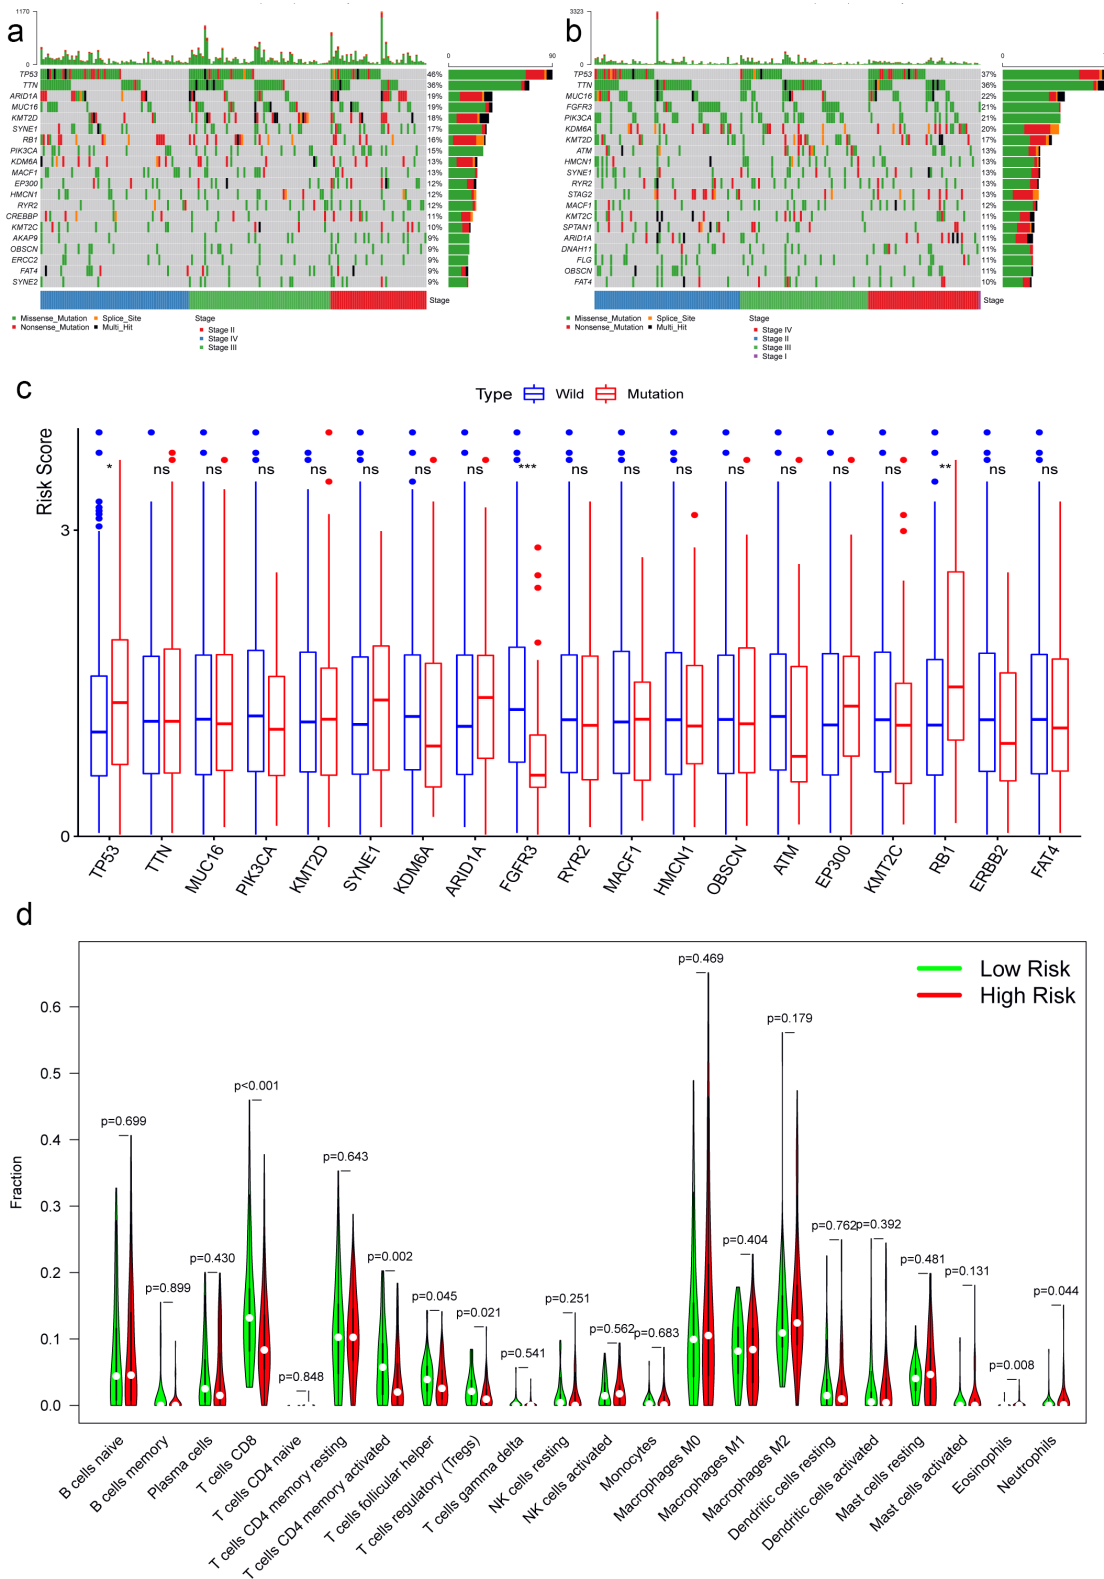 a
1170
0
0
90
TP53 46%
TTN 36%
ARID1A 19%
MUC16 19%
KMT2D 18%
SYNE1 17%
RB1 16%
PIK3CA 15%
KDM6A 13%
MACF1 13%
EP300 12%
HMCN1 12%
RYR2 12%
CREBBP 11%
KMT2C 10%
AKAP9 9%
OBSCN 9%
ERCC2 9%
FAT4 9%
SYNE2 9%
Stage
Missense_Mutation Splice_Site
Nonsense_Mutation Multi_Hit
Stage
Stage II
Stage IV
Stage III
b
3323
0
0
TP53 37%
TTN 36%
MUC16 22%
FGFR3 21%
PIK3CA 21%
KDM6A 20%
KMT2D 17%
ATM 13%
HMCN1 13%
SYNE1 13%
RYR2 13%
STAG2 13%
MACF1 12%
KMT2C 11%
SPTAN1 11%
ARID1A 11%
DNAH11 11%
FLG 11%
OBSCN 11%
FAT4 10%
Stage
Missense_Mutation Splice_Site
Nonsense_Mutation Multi_Hit
Stage
Stage IV
Stage II
Stage III
Stage I
c
Type Wild Mutation
Risk Score
3
0
* ns ns ns ns ns ns ns *** ns ns ns ns ns ns ns ** ns ns
TP53 TTN MUC16 PIK3CA KMT2D SYNE1 KDM6A ARID1A FGFR3 RYR2 MACF1 HMCN1 OBSCN ATM EP300 KMT2C RB1 ERBB2 FAT4
d
Low Risk
High Risk
Fraction
0.6
0.5
0.4
0.3
0.2
0.1
0.0
p=0.699
p=0.899
p=0.430
p<0.001
p=0.848
p=0.643
p=0.002
p=0.045
p=0.021
p=0.541
p=0.251
p=0.562
p=0.683
p=0.469
p=0.404
p=0.179
p=0.762
p=0.392
p=0.481
p=0.131
p=0.008
p=0.044
B cells naive
B cells memory
Plasma cells
T cells CD8
T cells CD4 naive
T cells CD4 memory resting
T cells CD4 memory activated
T cells follicular helper
T cells regulatory (Tregs)
T cells gamma delta
NK cells resting
NK cells activated
Monocytes
Macrophages M0
Macrophages M1
Macrophages M2
Dendritic cells resting
Dendritic cells activated
Mast cells resting
Mast cells activated
Eosinophils
Neutrophils